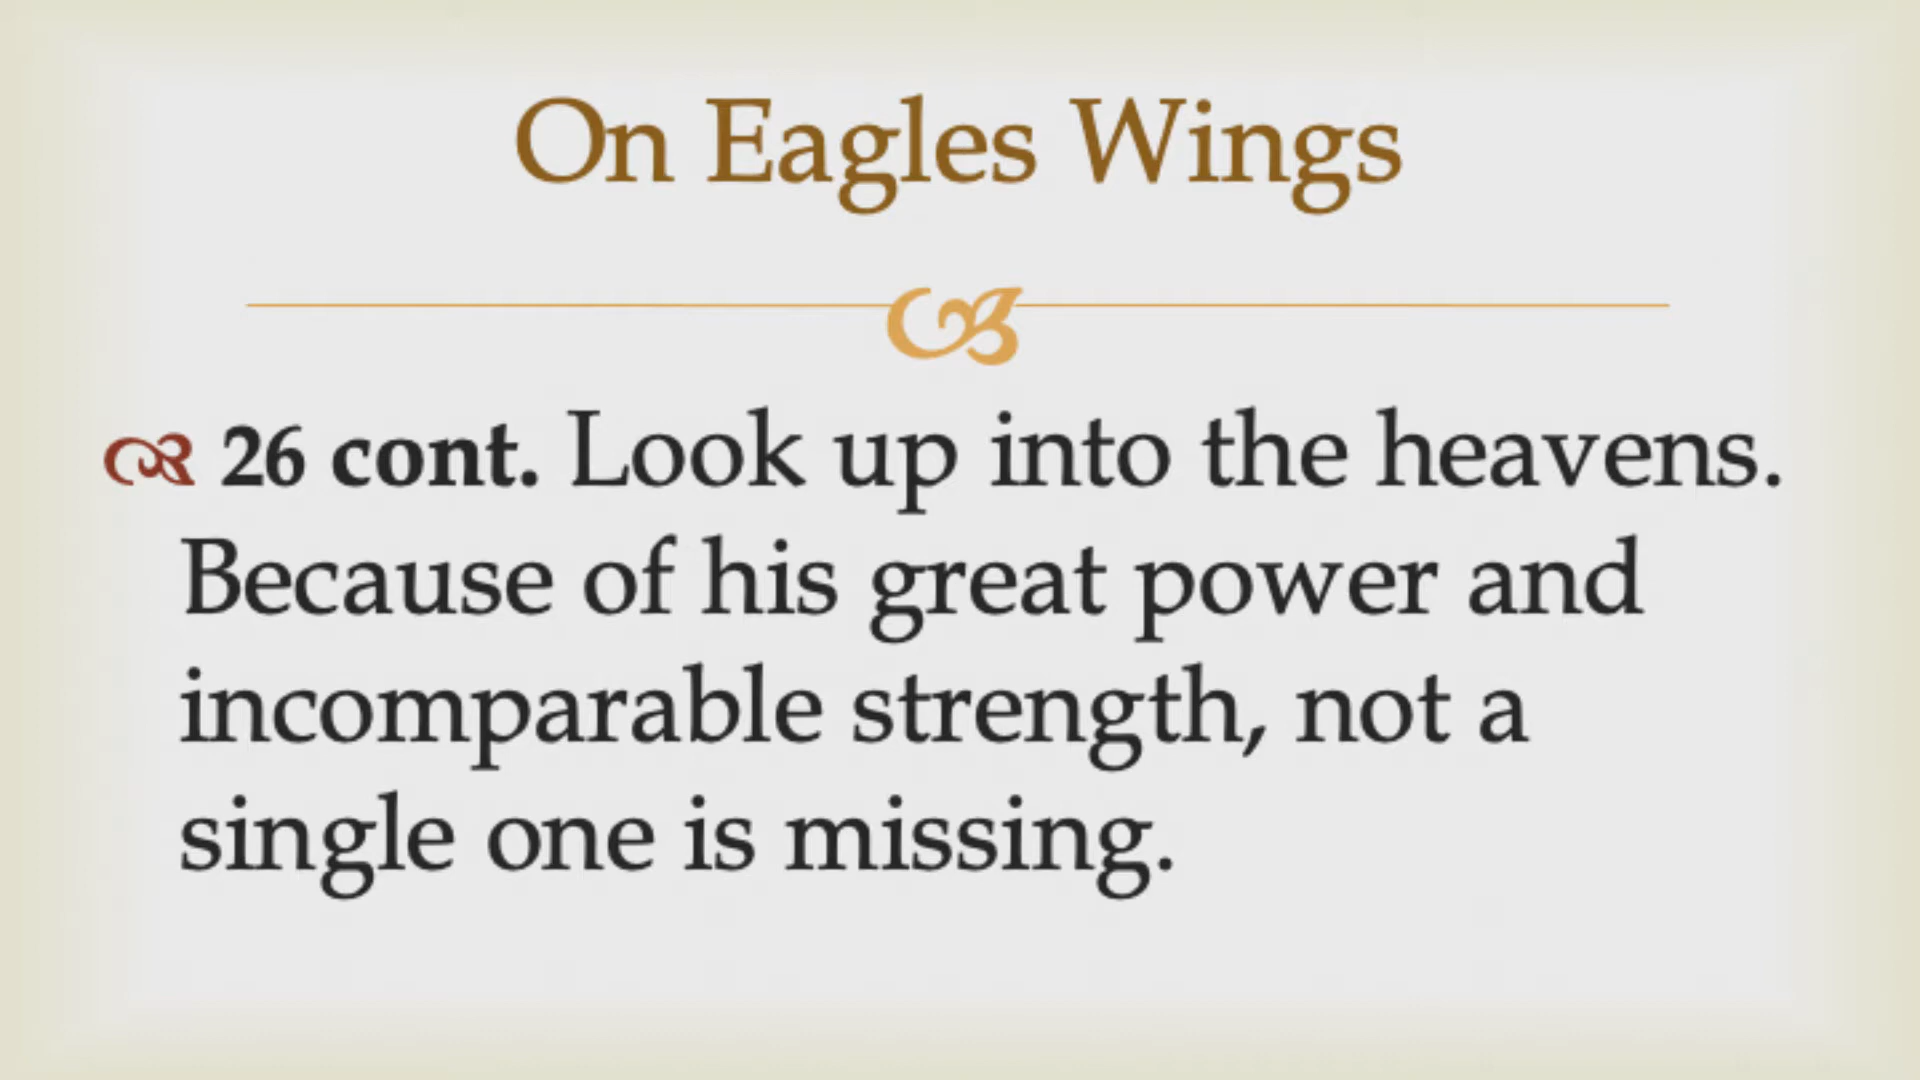 On Eagles Wings
26 cont. Look up into the heavens.
Because of his great power and
incomparable strength, not a
single one is missing.